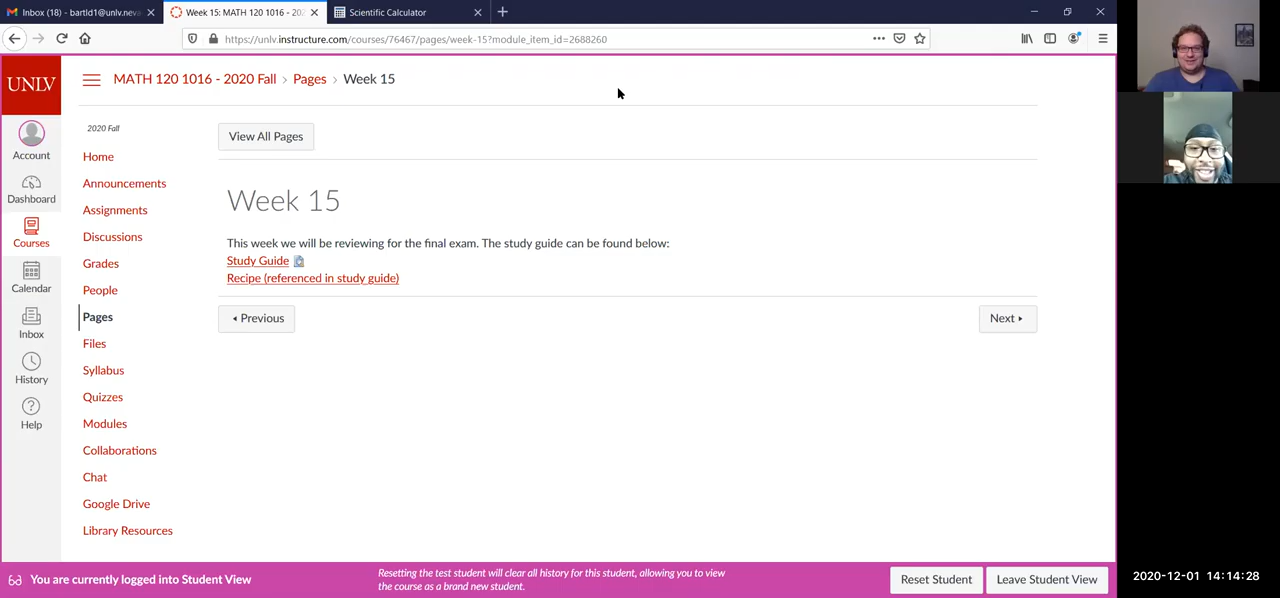 Inbox (18) - bartld1@unlv.neva
Week 15: MATH 120 1016 - 202
Scientific Calculator
https://unlv.instructure.com/courses/76467/pages/week-15?module_item_id=2688260
UNLV
MATH 120 1016 - 2020 Fall > Pages > Week 15
Account
Dashboard
Courses
Calendar
Inbox
History
Help
2020 Fall
Home
Announcements
Assignments
Discussions
Grades
People
Pages
Files
Syllabus
Quizzes
Modules
Collaborations
Chat
Google Drive
Library Resources
View All Pages
Week 15
This week we will be reviewing for the final exam. The study guide can be found below:
Study Guide
Recipe (referenced in study guide)
Previous
Next
You are currently logged into Student View
Resetting the test student will clear all history for this student, allowing you to view
the course as a brand new student.
Reset Student
Leave Student View
2020-12-01 14:14:28